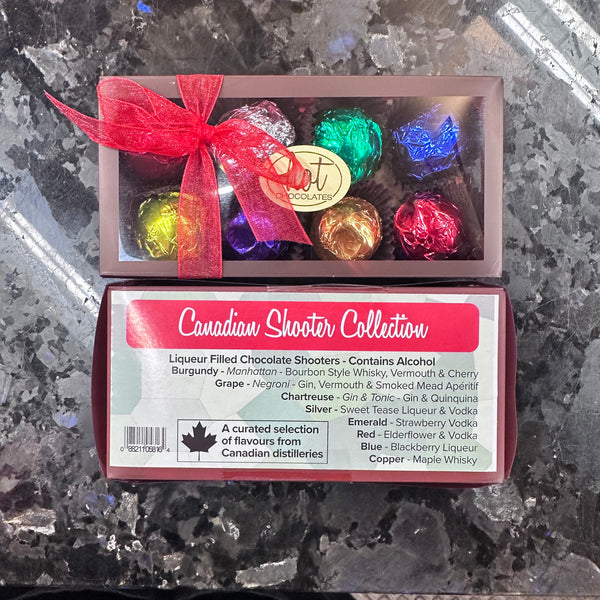 hot
CHOCOLATES
Canadian Shooter Collection
Liqueur Filled Chocolate Shooters - Contains Alcohol
Burgundy - Manhattan - Bourbon Style Whisky, Vermouth & Cherry
Grape - Negroni - Gin, Vermouth & Smoked Mead Apéritif
Chartreuse - Gin & Tonic - Gin & Quinquina
Silver - Sweet Tease Liqueur & Vodka
Emerald - Strawberry Vodka
Red - Elderflower & Vodka
Blue - Blackberry Liqueur
Copper - Maple Whisky
A curated selection
of flavours from
Canadian distilleries